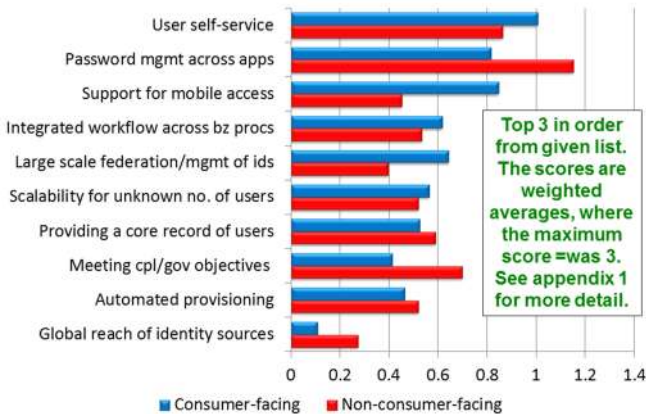 User self-service
Password mgmt across apps
Support for mobile access
Integrated workflow across bz procs
Large scale federation/mgmt of ids
Scalability for unknown no. of users
Providing a core record of users
Meeting cpl/gov objectives
Automated provisioning
Global reach of identity sources
Top 3 in order
from given list.
The scores are
weighted
averages, where
the maximum
score =was 3.
See appendix 1
for more detail.
0 0.2 0.4 0.6 0.8 1 1.2 1.4
Consumer-facing Non-consumer-facing